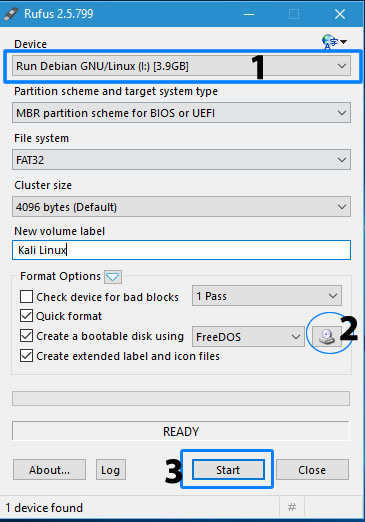 Rufus 2.5.799
Device
Run Debian GNU/Linux (I:) [3.9GB]
1
Partition scheme and target system type
MBR partition scheme for BIOS or UEFI
File system
FAT32
Cluster size
4096 bytes (Default)
New volume label
Kali Linux
Format Options
Check device for bad blocks
1 Pass
Quick format
Create a bootable disk using
FreeDOS
2
Create extended label and icon files
READY
About...
Log
3
Start
Close
1 device found
#